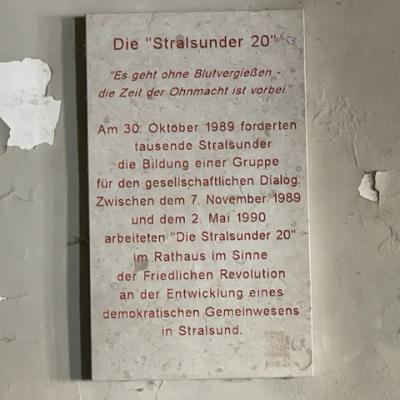 Die "Stralsunder 20"
"Es geht ohne Blutvergießen -
die Zeit der Ohnmacht ist vorbei."
Am 30. Oktober 1989 forderten
tausende Stralsunder
die Bildung einer Gruppe
für den gesellschaftlichen Dialog.
Zwischen dem 7. November 1989
und dem 2. Mai 1990
arbeiteten "Die Stralsunder 20"
im Rathaus im Sinne
der Friedlichen Revolution
an der Entwicklung eines
demokratischen Gemeinwesens
in Stralsund.